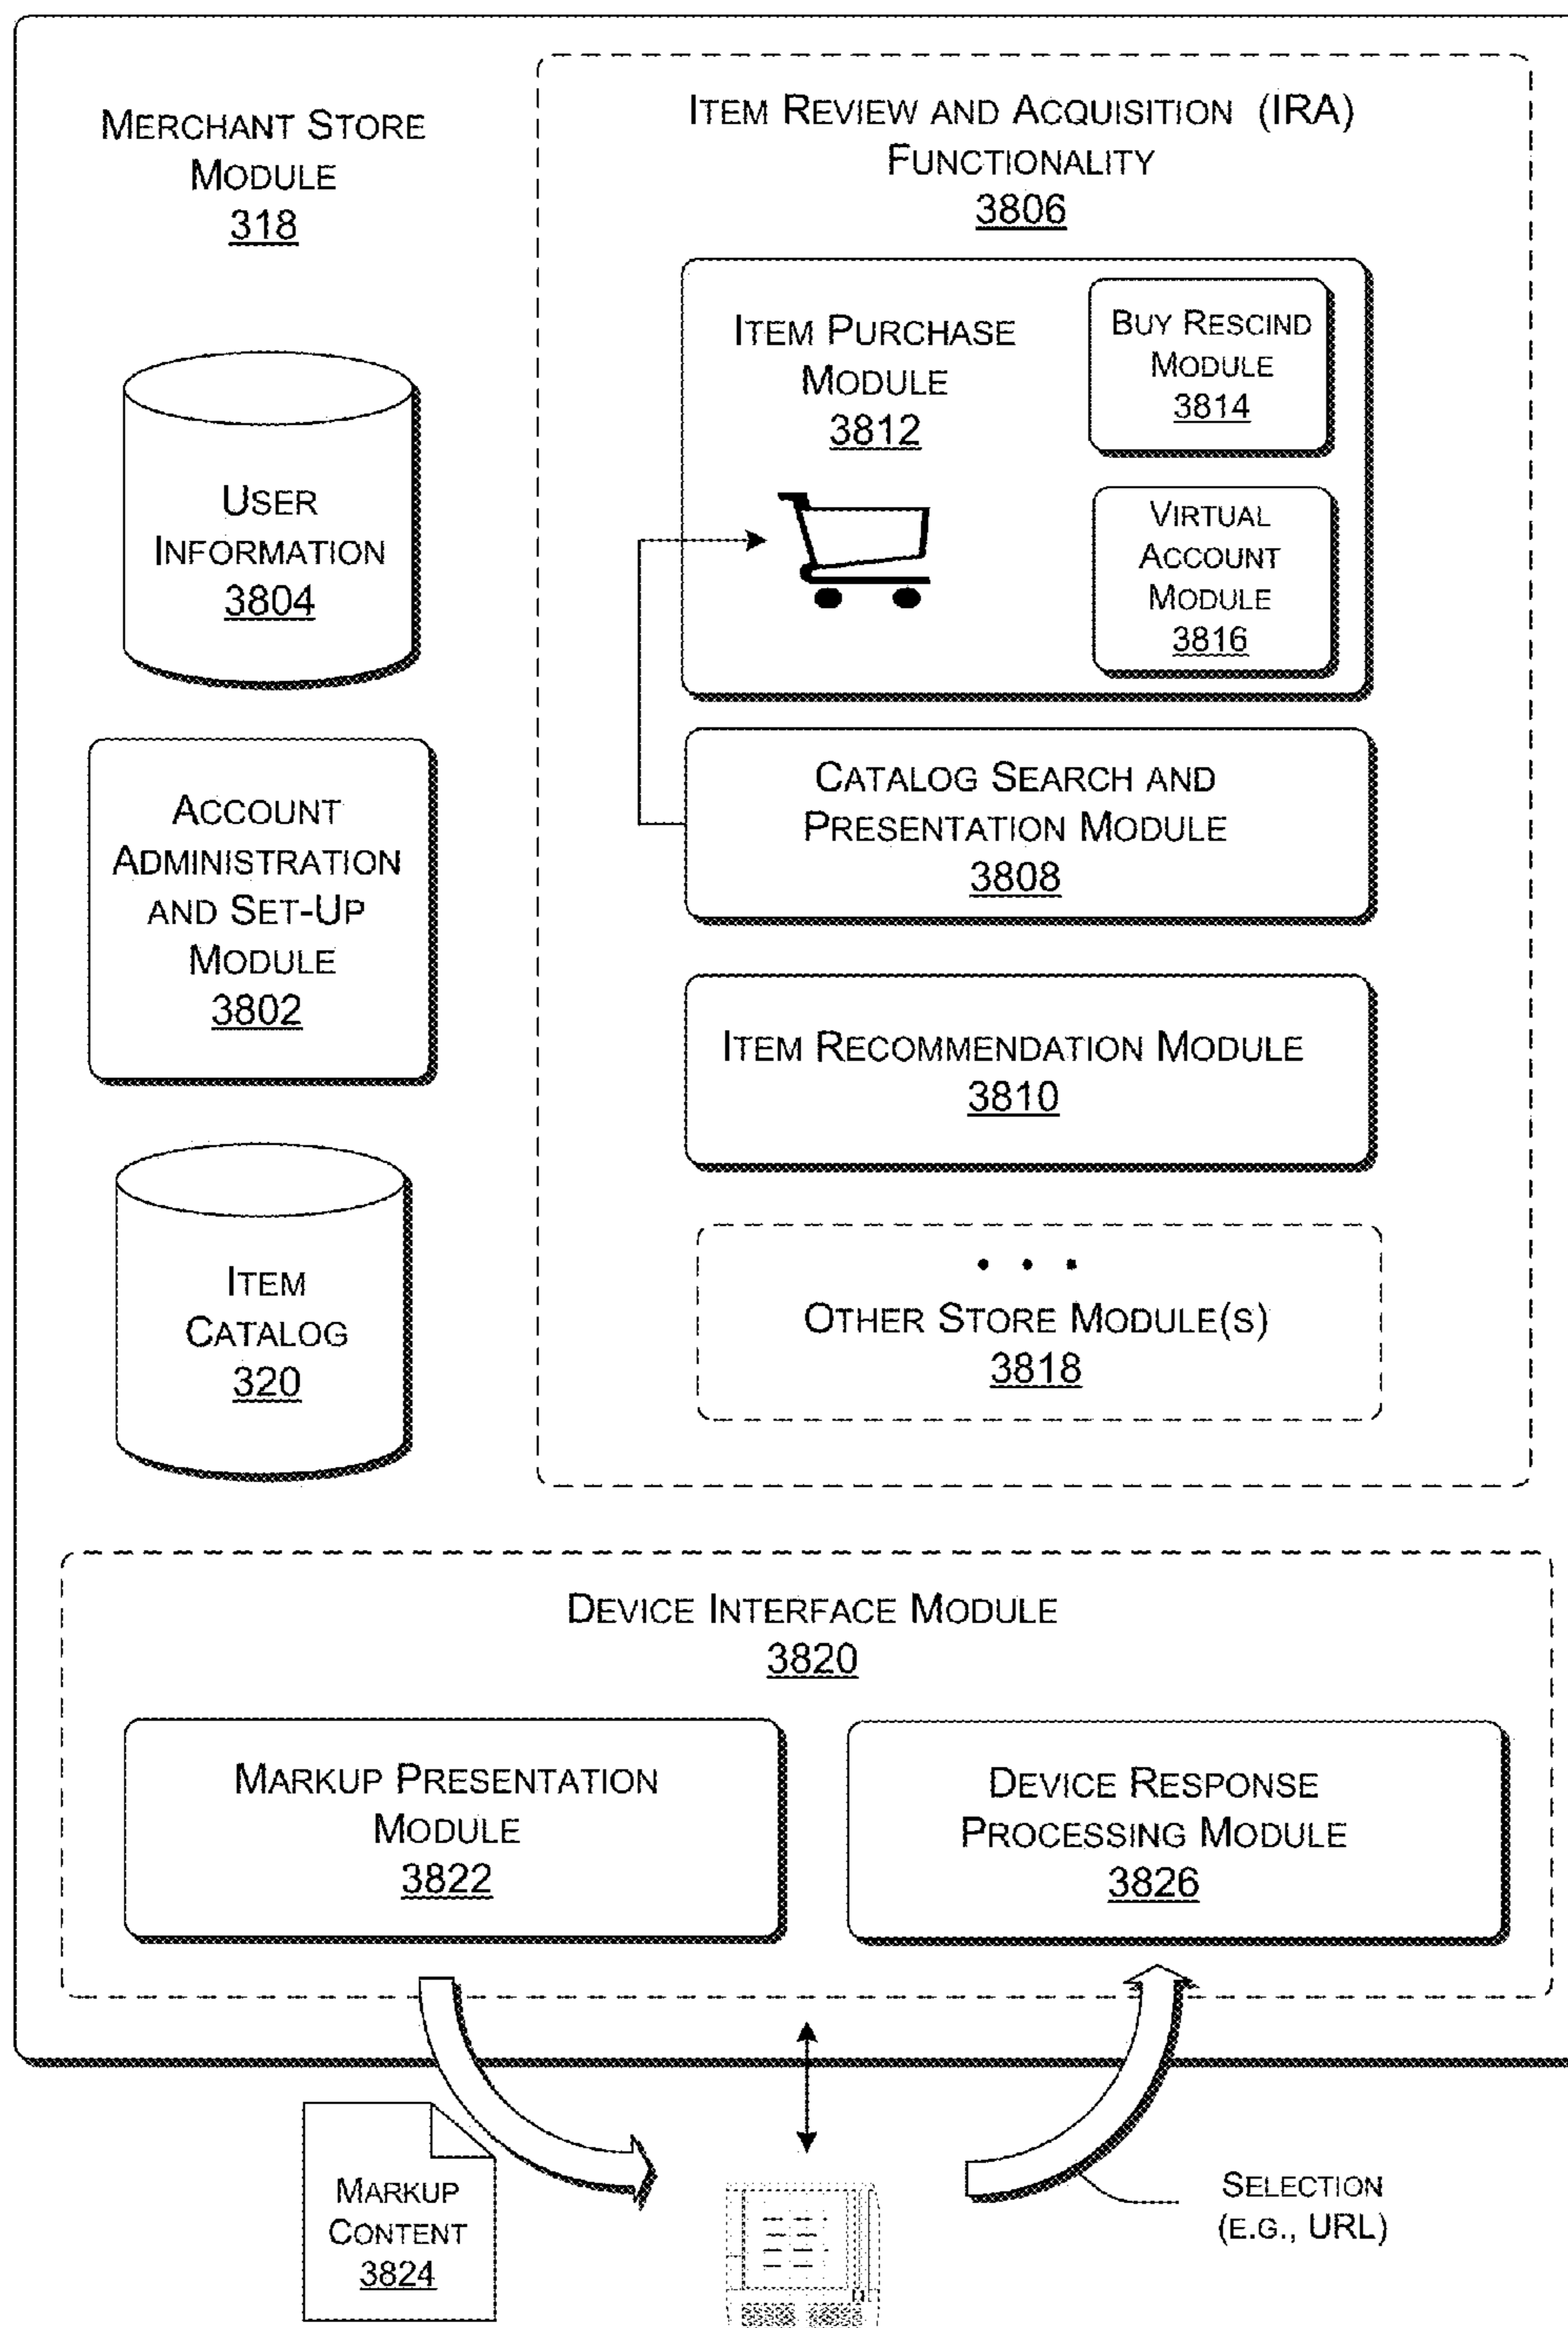 MERCHANT STORE
MODULE
318
USER
INFORMATION
3804
ACCOUNT
ADMINISTRATION
AND SET-UP
MODULE
3802
ITEM
CATALOG
320
ITEM REVIEW AND ACQUISITION (IRA)
FUNCTIONALITY
3806
ITEM PURCHASE
MODULE
3812
BUY RESCIND
MODULE
3814
VIRTUAL
ACCOUNT
MODULE
3816
CATALOG SEARCH AND
PRESENTATION MODULE
3808
ITEM RECOMMENDATION MODULE
3810
• • •
OTHER STORE MODULE(S)
3818
DEVICE INTERFACE MODULE
3820
MARKUP PRESENTATION
MODULE
3822
DEVICE RESPONSE
PROCESSING MODULE
3826
MARKUP
CONTENT
3824
SELECTION
(E.G., URL)